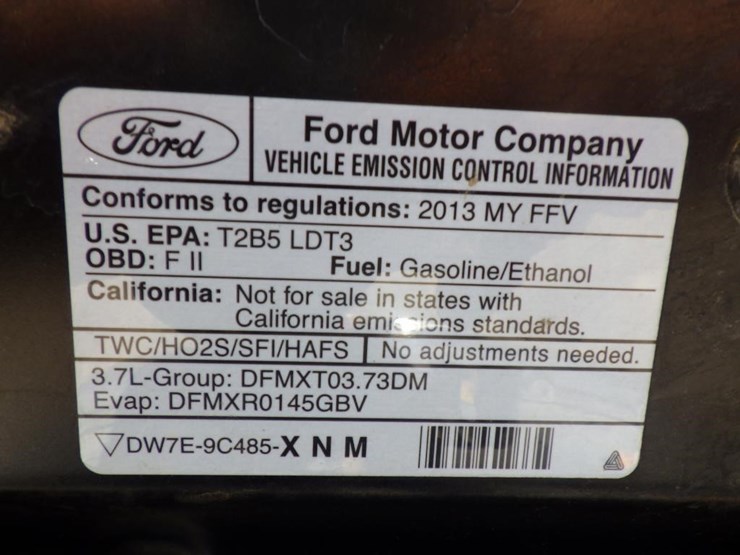 Ford
Ford Motor Company
VEHICLE EMISSION CONTROL INFORMATION
Conforms to regulations: 2013 MY FFV
U.S. EPA: T2B5 LDT3
OBD: F II Fuel: Gasoline/Ethanol
California: Not for sale in states with
California emissions standards.
TWC/HO2S/SFI/HAFS No adjustments needed.
3.7L-Group: DFMXT03.73DM
Evap: DFMXR0145GBV
DW7E-9C485-X N M